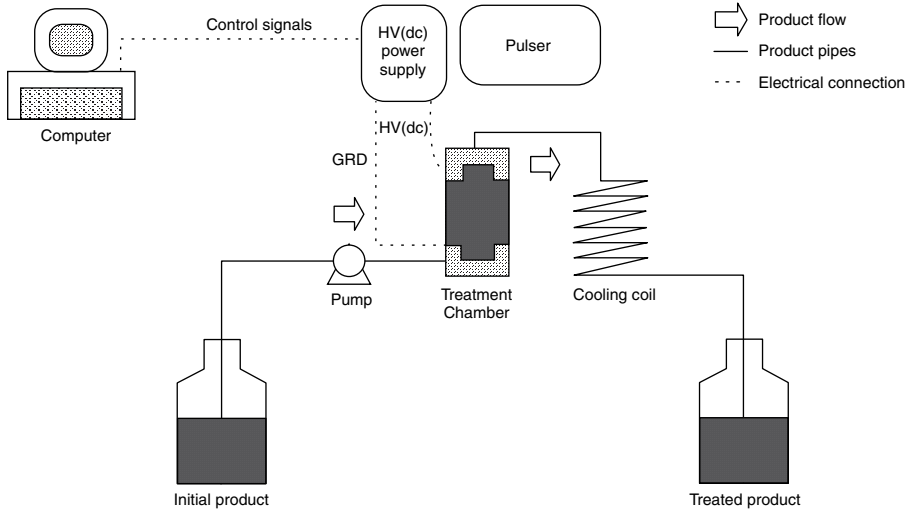 Control signals
HV(dc)
power
supply
Pulser
Product flow
Product pipes
Electrical connection
Computer
HV(dc)
GRD
Pump
Treatment
Chamber
Cooling coil
Initial product
Treated product